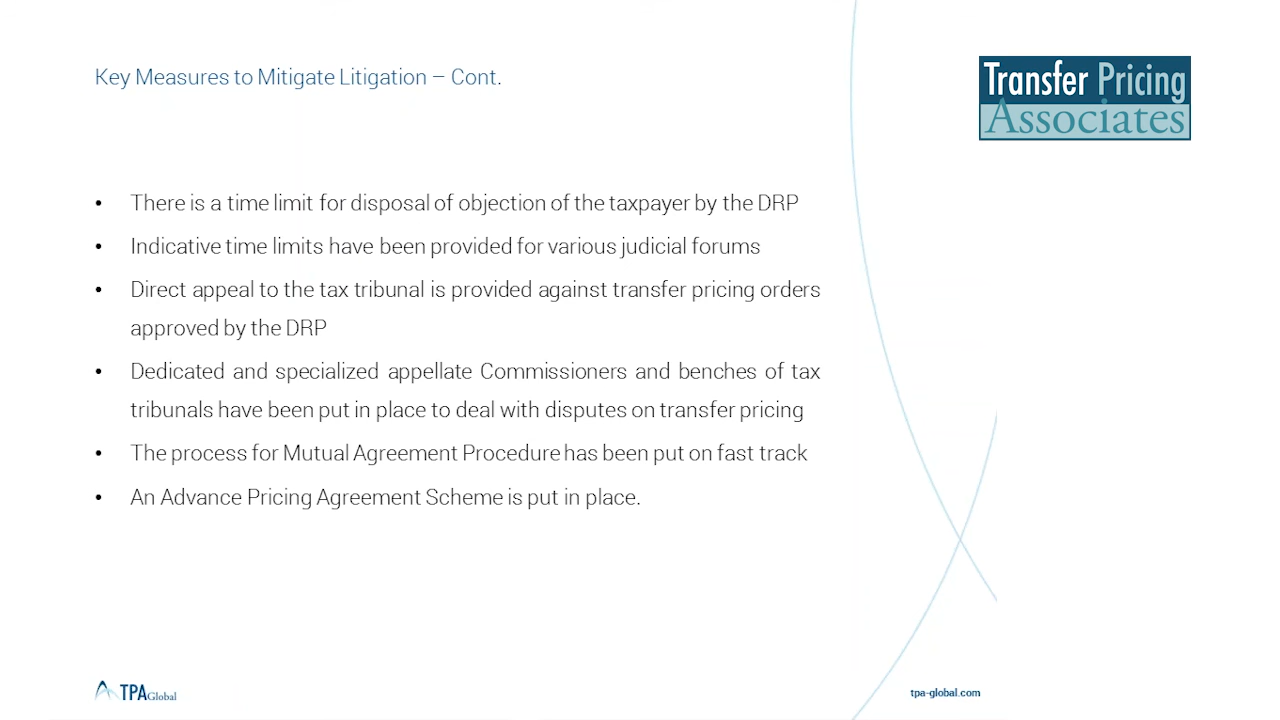 Key Measures to Mitigate Litigation – Cont.
Transfer Pricing
Associates
• There is a time limit for disposal of objection of the taxpayer by the DRP
• Indicative time limits have been provided for various judicial forums
• Direct appeal to the tax tribunal is provided against transfer pricing orders
approved by the DRP
• Dedicated and specialized appellate Commissioners and benches of tax
tribunals have been put in place to deal with disputes on transfer pricing
• The process for Mutual Agreement Procedure has been put on fast track
• An Advance Pricing Agreement Scheme is put in place.
TPA Global
tpa-global.com